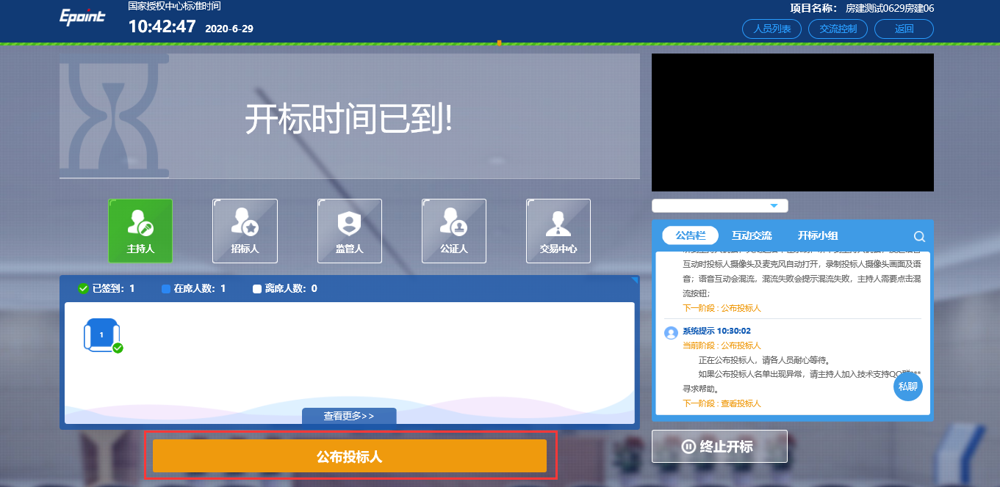 Epoint
国家授权中心标准时间
10:42:47 2020-6-29
项目名称： 房建测试0629房建06
人员列表 交流控制 返回
开标时间已到!
主持人 招标人 监管人 公证人 交易中心
已签到：1 在席人数：1 离席人数：0
1
查看更多>>
公布投标人
公告栏 互动交流 开标小组
互动时投标人摄像头及麦克风自动打开，录制投标人摄像头画面及语
音；语音互动会混流，混流失败会提示混流失败，主持人需要点击混
流按钮；
下一阶段 : 公布投标人
系统提示 10:30:02
当前阶段 : 公布投标人
正在公布投标人，请各人员耐心等待。
如果公布投标人名单出现异常，请主持人加入技术支持QQ群***
寻求帮助。
下一阶段 : 查看投标人
私聊
终止开标